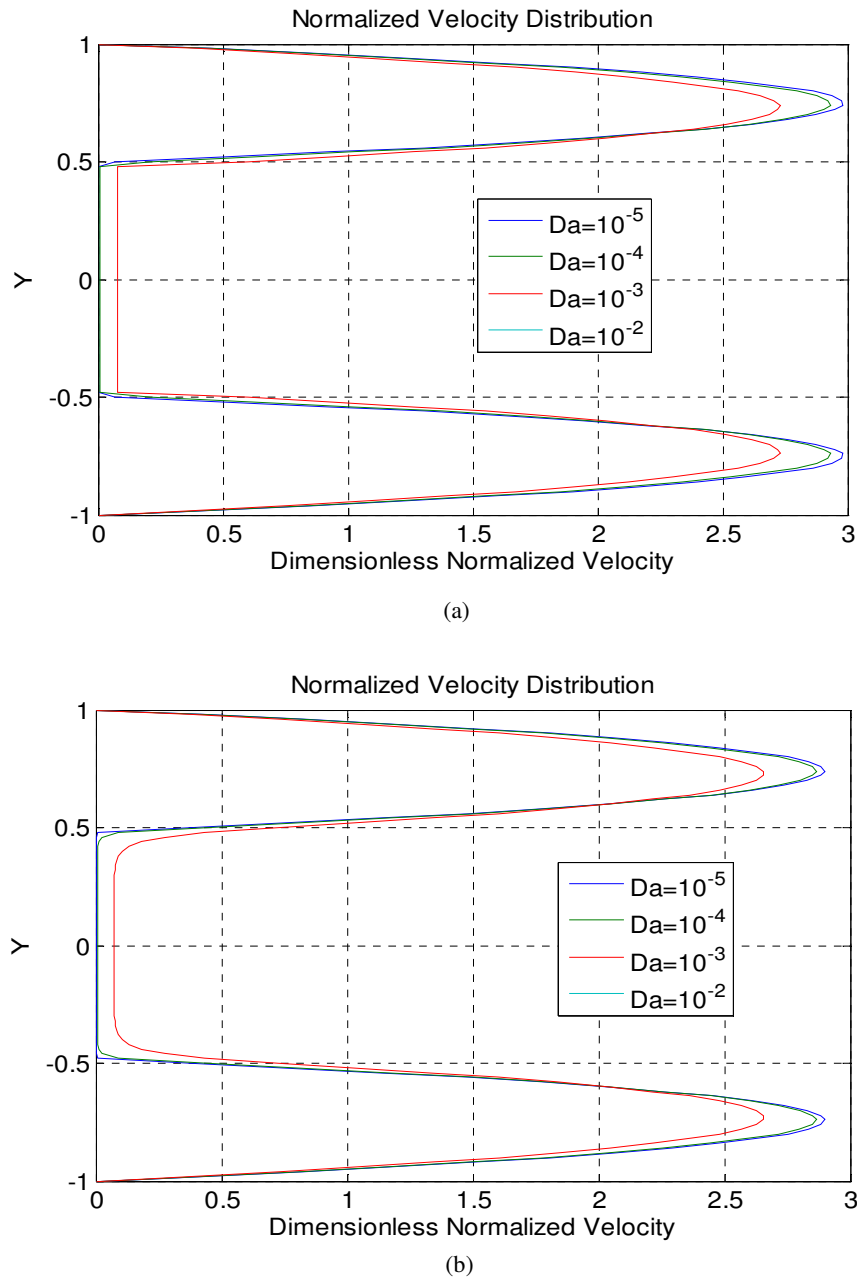 Normalized Velocity Distribution
1
0.5
0
-0.5
-1
Y
Da=10^-5
Da=10^-4
Da=10^-3
Da=10^-2
0 0.5 1 1.5 2 2.5 3
Dimensionless Normalized Velocity
(a)
Normalized Velocity Distribution
1
0.5
0
-0.5
-1
Y
Da=10^-5
Da=10^-4
Da=10^-3
Da=10^-2
0 0.5 1 1.5 2 2.5 3
Dimensionless Normalized Velocity
(b)